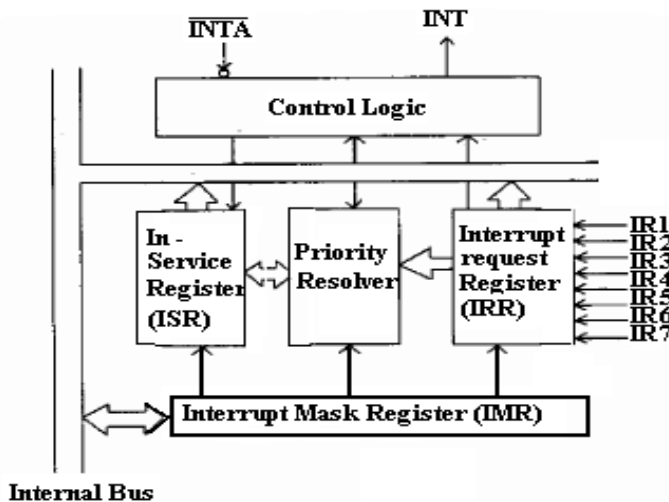 INTA
INT
Control Logic
In -
Service
Register
(ISR)
Priority
Resolver
Interrupt
request
Register
(IRR)
IR1
IR2
IR3
IR4
IR5
IR6
IR7
Interrupt Mask Register (IMR)
Internal Bus